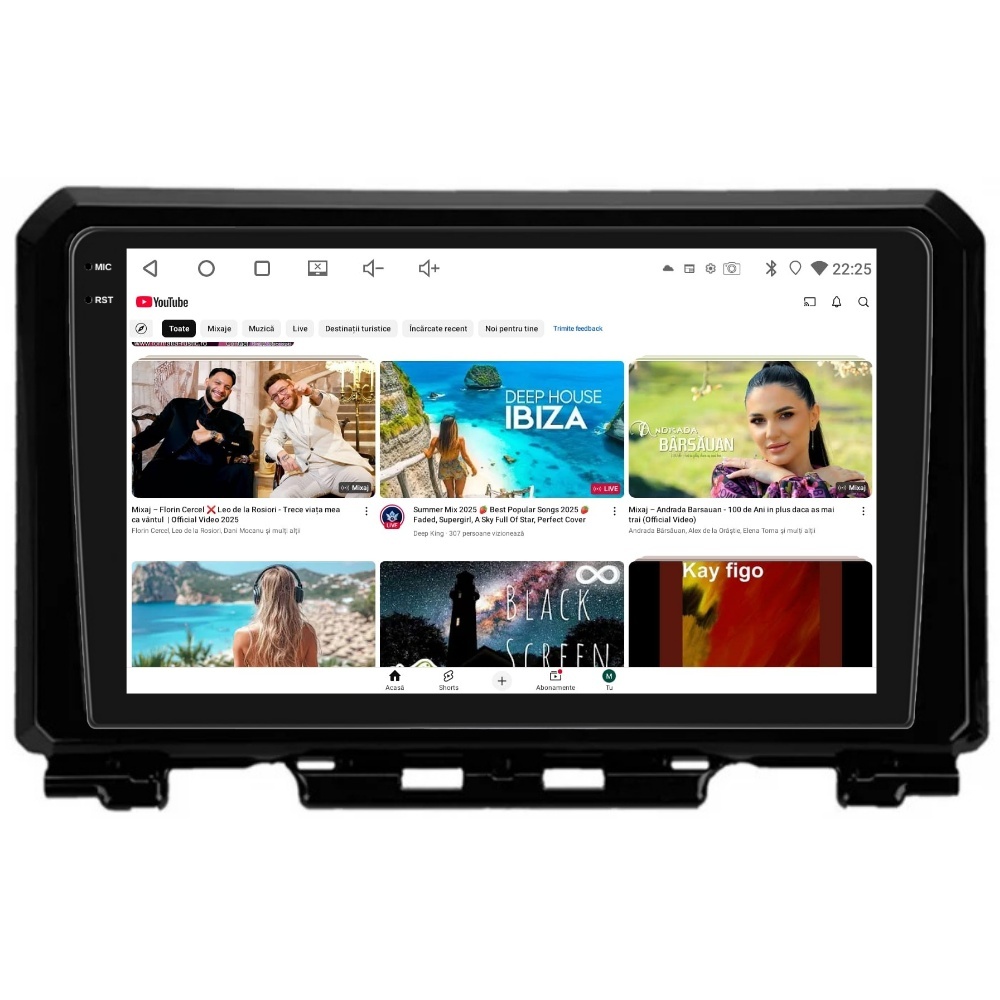 MIC
RST
22:25
YouTube
Toate Mixaje Muzică Live Destinații turistice Încărcate recent Noi pentru tine Trimite feedback
DEEP HOUSE
IBIZA
ANDRADA
BÂRSĂUAN
Mixaj
LIVE
Mixaj
Mixaj – Florin Cercel ❌ Leo de la Rosiori - Trece viața mea
ca vântul | Official Video 2025
Florin Cercel, Leo de la Rosiori, Dani Mocanu și mulți alții
LIVE
Summer Mix 2025 🍓 Best Popular Songs 2025 🍓
Faded, Supergirl, A Sky Full Of Star, Perfect Cover
Deep King · 307 persoane vizionează
Mixaj – Andrada Barsauan - 100 de Ani in plus daca as mai
trai (Official Video)
Andrada Bârsăuan, Alex de la Orăștie, Elena Toma și mulți alții
BLACK
SCREEN
Kay figo
Acasă Shorts Abonamente M Tu